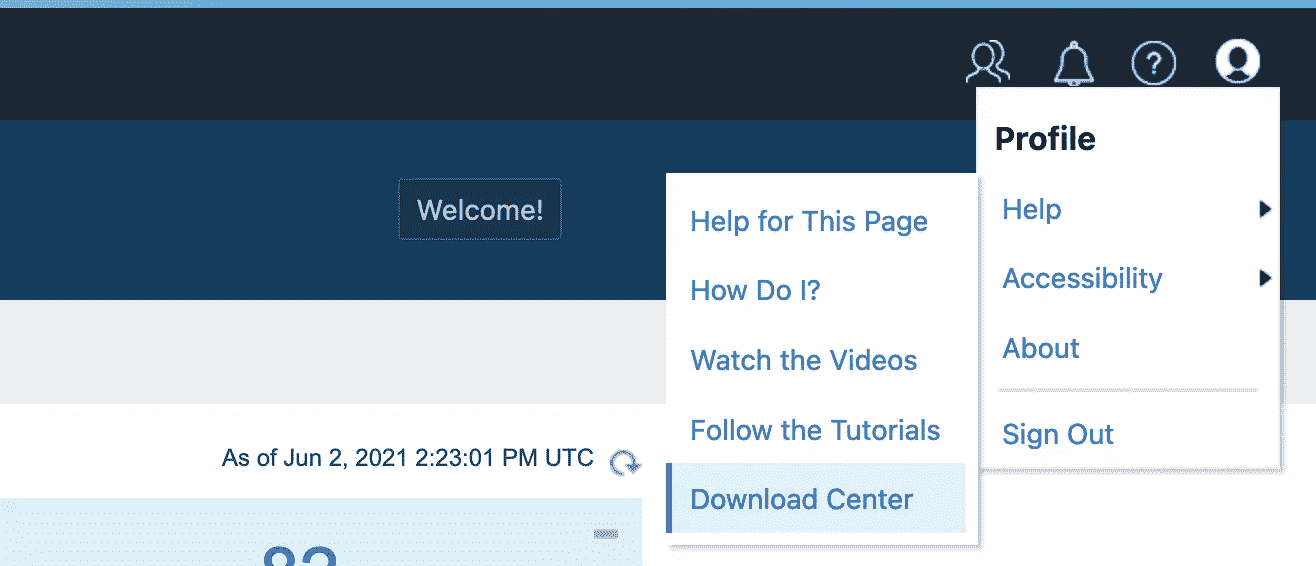 Profile
Welcome!
Help
Accessibility
About
Sign Out
Help for This Page
How Do I?
Watch the Videos
Follow the Tutorials
Download Center
As of Jun 2, 2021 2:23:01 PM UTC